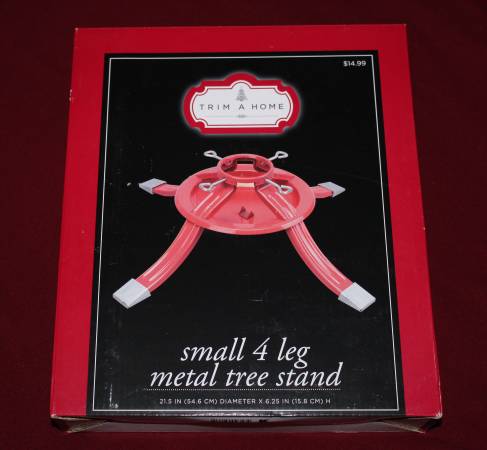 $14.99
TRIM A HOME
small 4 leg
metal tree stand
21.5 IN (54.6 CM) DIAMETER X 6.25 IN (15.8 CM) H